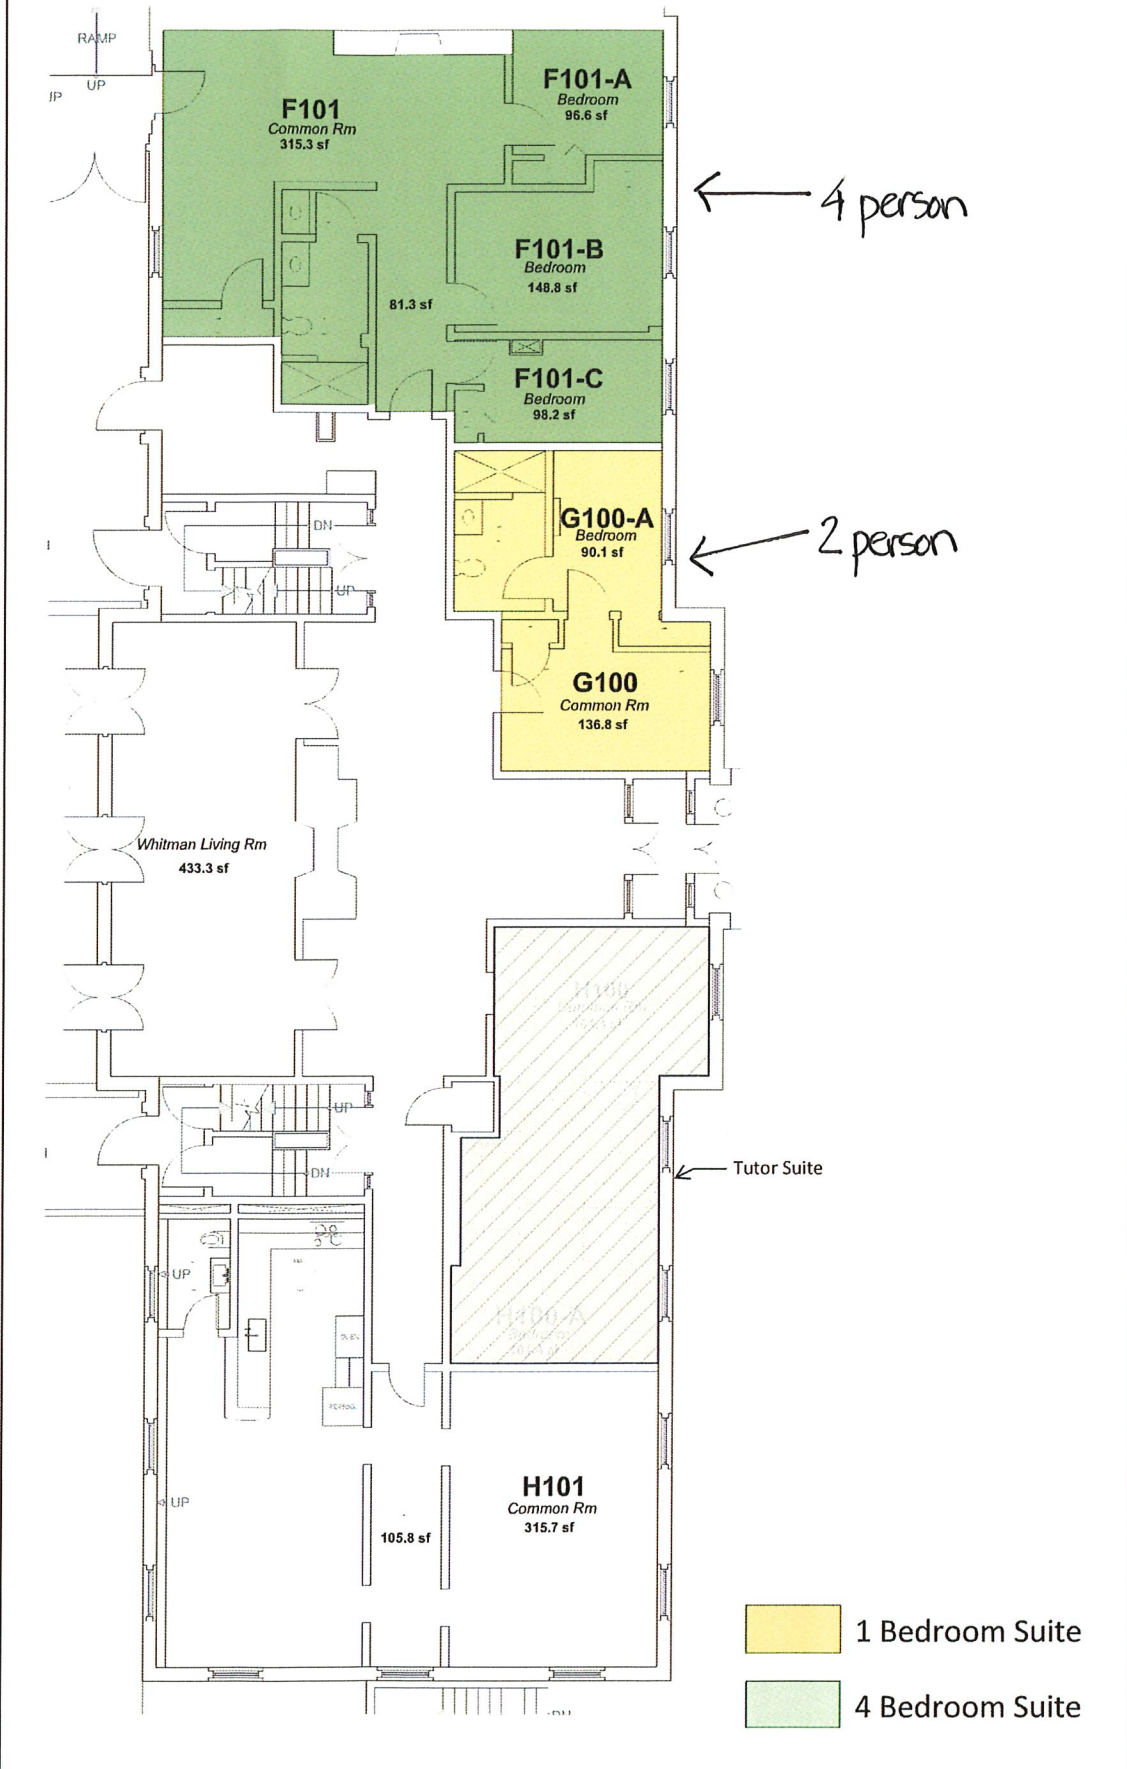 RAMP
UP
F101
Common Rm
315.3 sf
F101-A
Bedroom
96.6 sf
4 person
F101-B
Bedroom
148.8 sf
81.3 sf
F101-C
Bedroom
98.2 sf
G100-A
Bedroom
90.1 sf
2 person
DN
UP
G100
Common Rm
136.8 sf
Whitman Living Rm
433.3 sf
H100
UP
DN
Tutor Suite
UP
H100-A
H101
Common Rm
315.7 sf
UP
105.8 sf
1 Bedroom Suite
4 Bedroom Suite